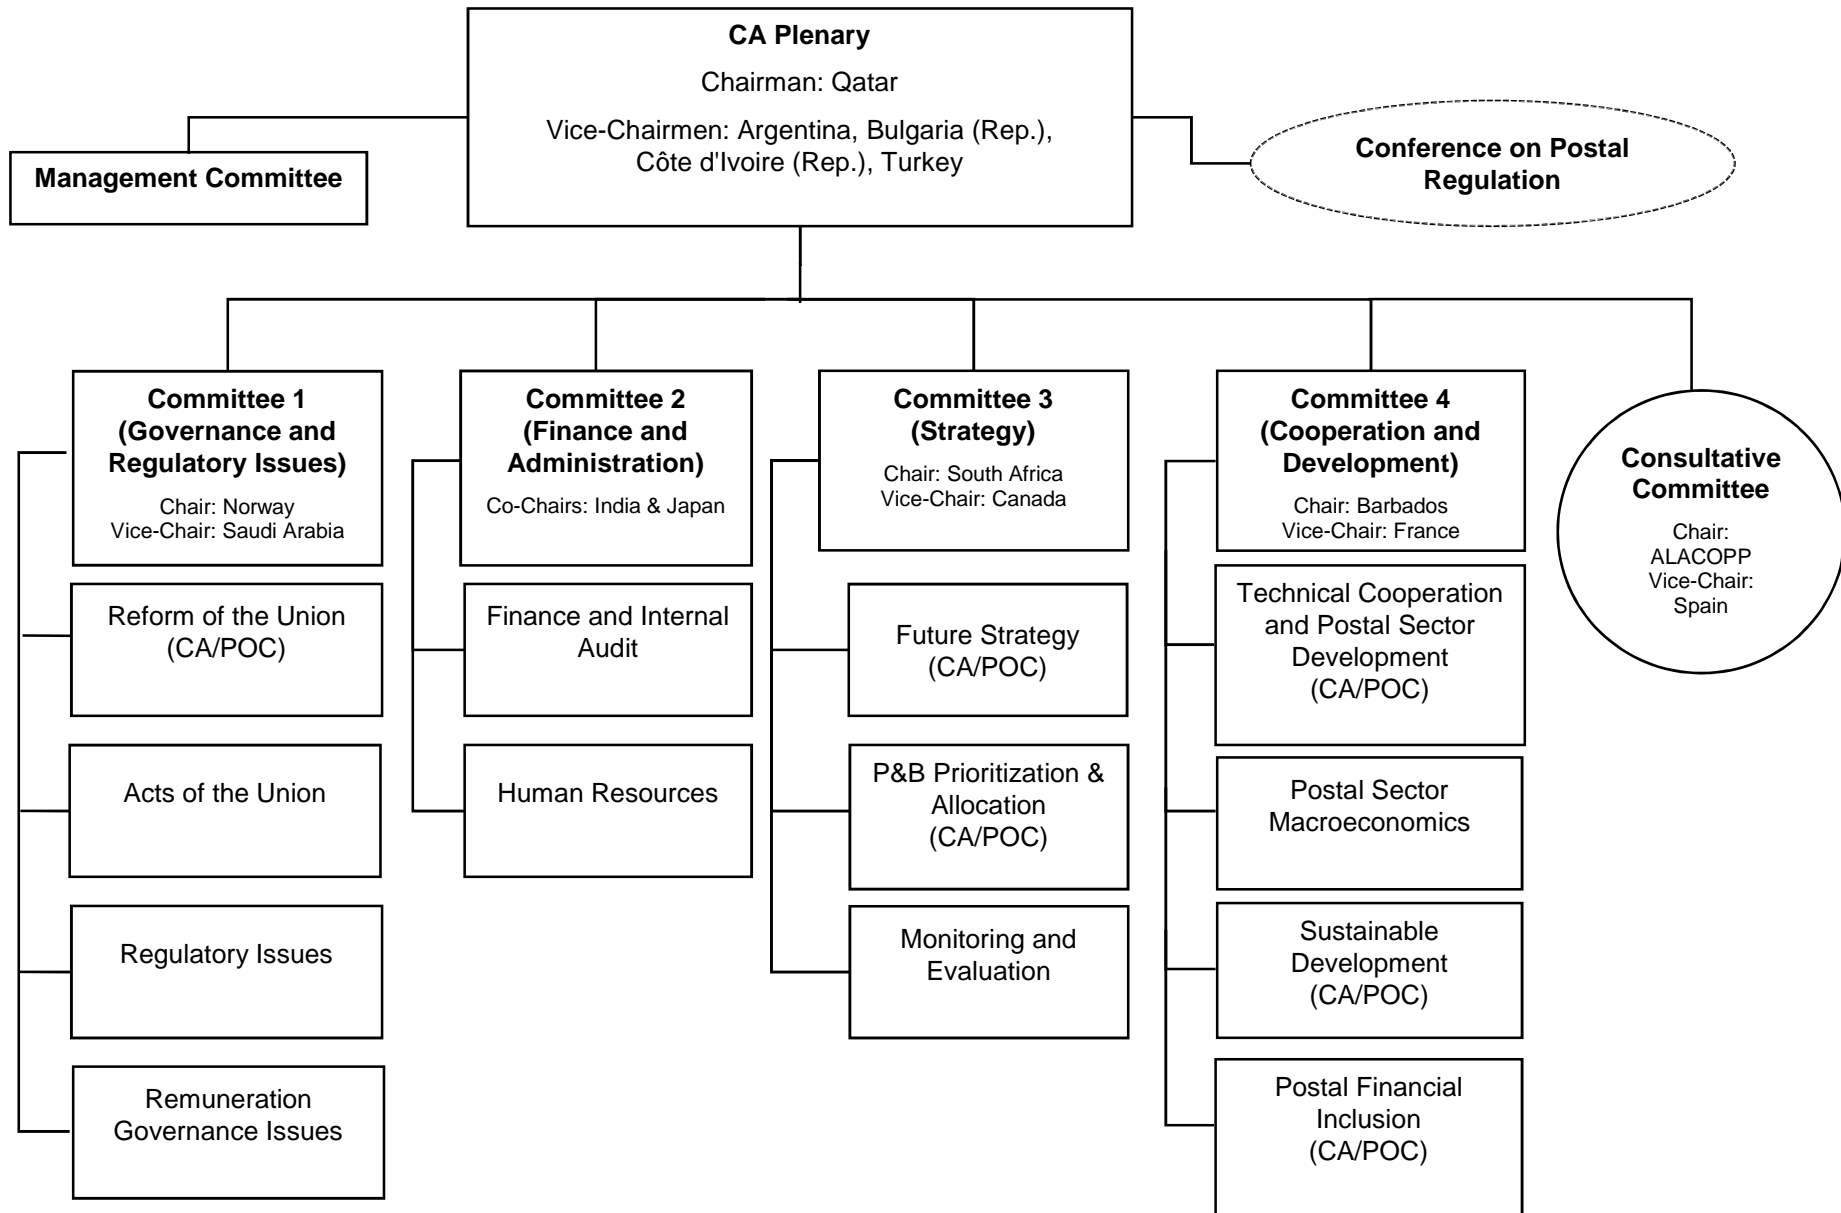 CA Plenary
Chairman: Qatar
Vice-Chairmen: Argentina, Bulgaria (Rep.),
Côte d'Ivoire (Rep.), Turkey
Management Committee
Conference on Postal
Regulation
Committee 1
(Governance and
Regulatory Issues)
Chair: Norway
Vice-Chair: Saudi Arabia
Reform of the Union
(CA/POC)
Acts of the Union
Regulatory Issues
Remuneration
Governance Issues
Committee 2
(Finance and
Administration)
Co-Chairs: India & Japan
Finance and Internal
Audit
Human Resources
Committee 3
(Strategy)
Chair: South Africa
Vice-Chair: Canada
Future Strategy
(CA/POC)
P&B Prioritization &
Allocation
(CA/POC)
Monitoring and
Evaluation
Committee 4
(Cooperation and
Development)
Chair: Barbados
Vice-Chair: France
Technical Cooperation
and Postal Sector
Development
(CA/POC)
Postal Sector
Macroeconomics
Sustainable
Development
(CA/POC)
Postal Financial
Inclusion
(CA/POC)
Consultative
Committee
Chair:
ALACOPP
Vice-Chair:
Spain